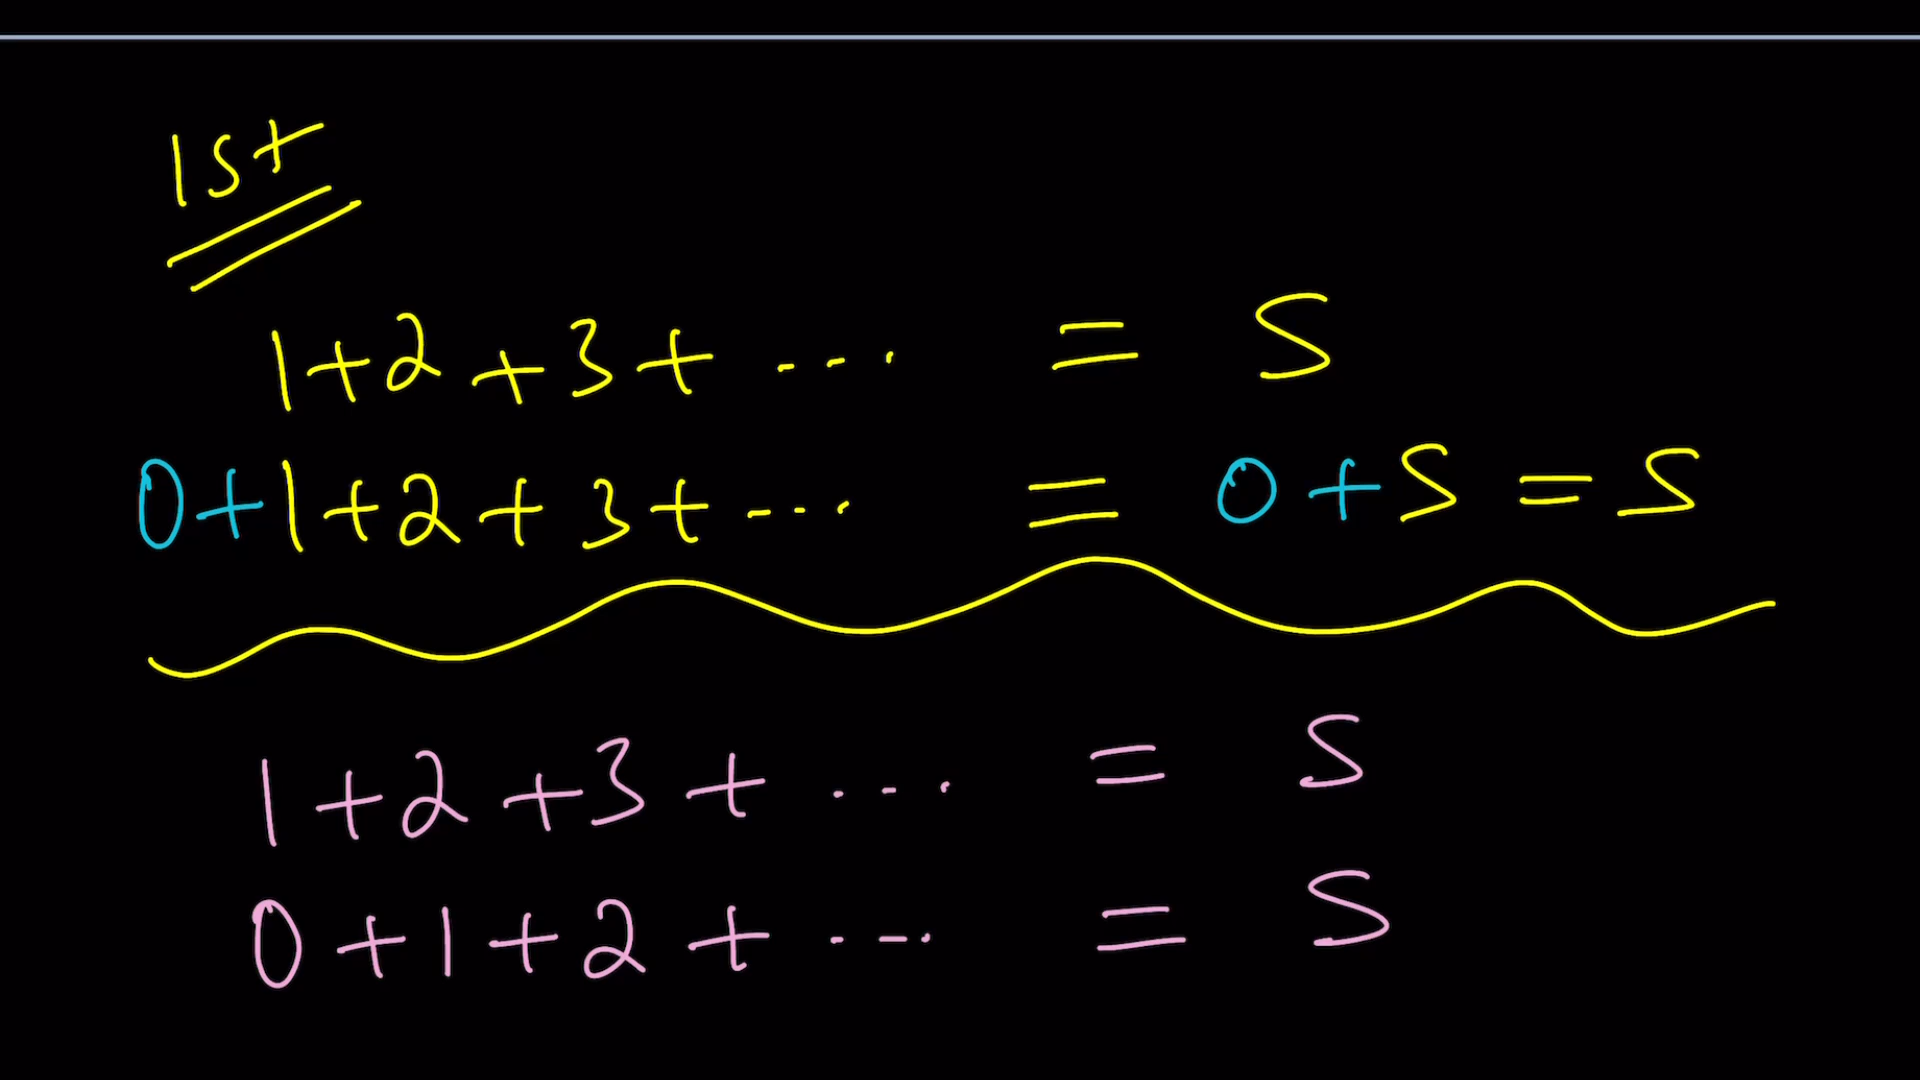 1st
1+2+3+... = S
0+1+2+3+... = 0+S=S
1+2+3+... = S
0+1+2+... = S